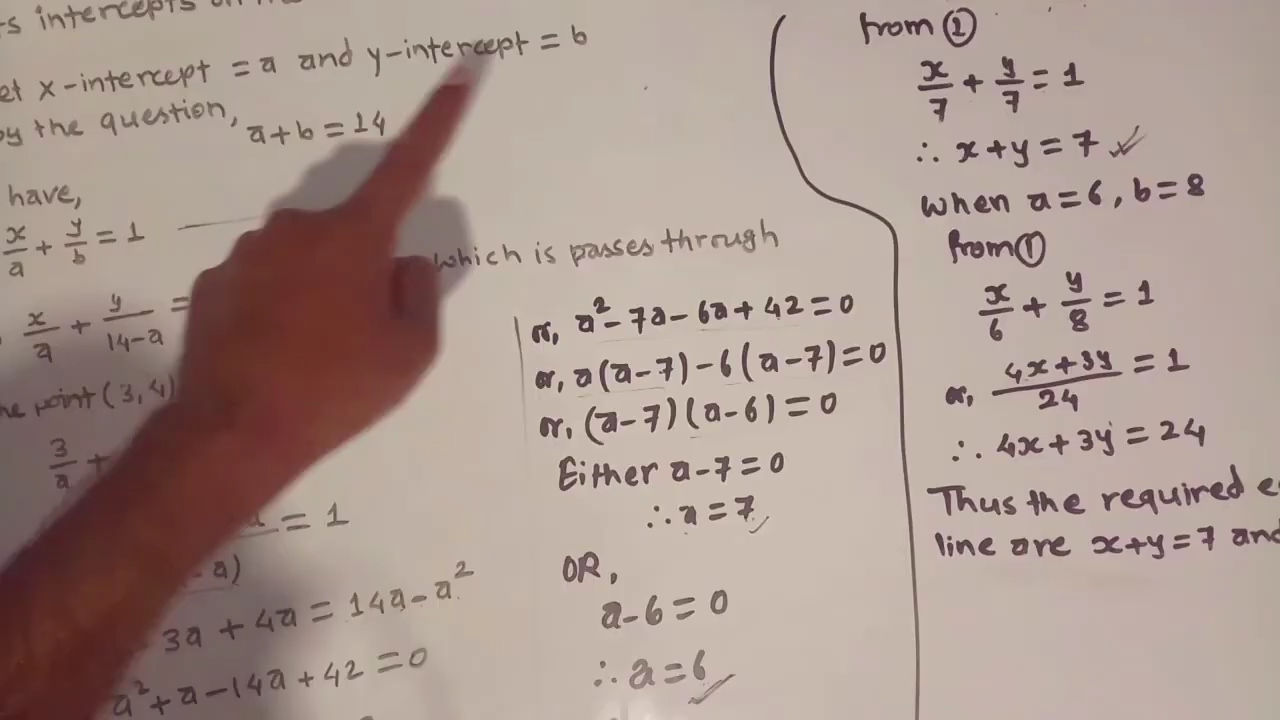 intercepts on
x-intercept = a and y-intercept = b
by the question,
a+b=14
have,
x/a + y/b = 1
which is passes through
x/a + y/14-a =
point (3,4)
3/a +
= 1
- a)
3a + 4a = 14a - a²
a² + a - 14a + 42 = 0
or, a² - 7a - 6a + 42 = 0
or, a(a-7) - 6(a-7) = 0
or, (a-7)(a-6) = 0
Either a-7=0
∴ a = 7
OR,
a-6=0
∴ a=6
from ②
x/7 + y/7 = 1
∴ x+y=7
when a=6, b=8
from ①
x/6 + y/8 = 1
or, 4x+3y/24 = 1
∴ 4x+3y=24
Thus the required
line are x+y=7 and